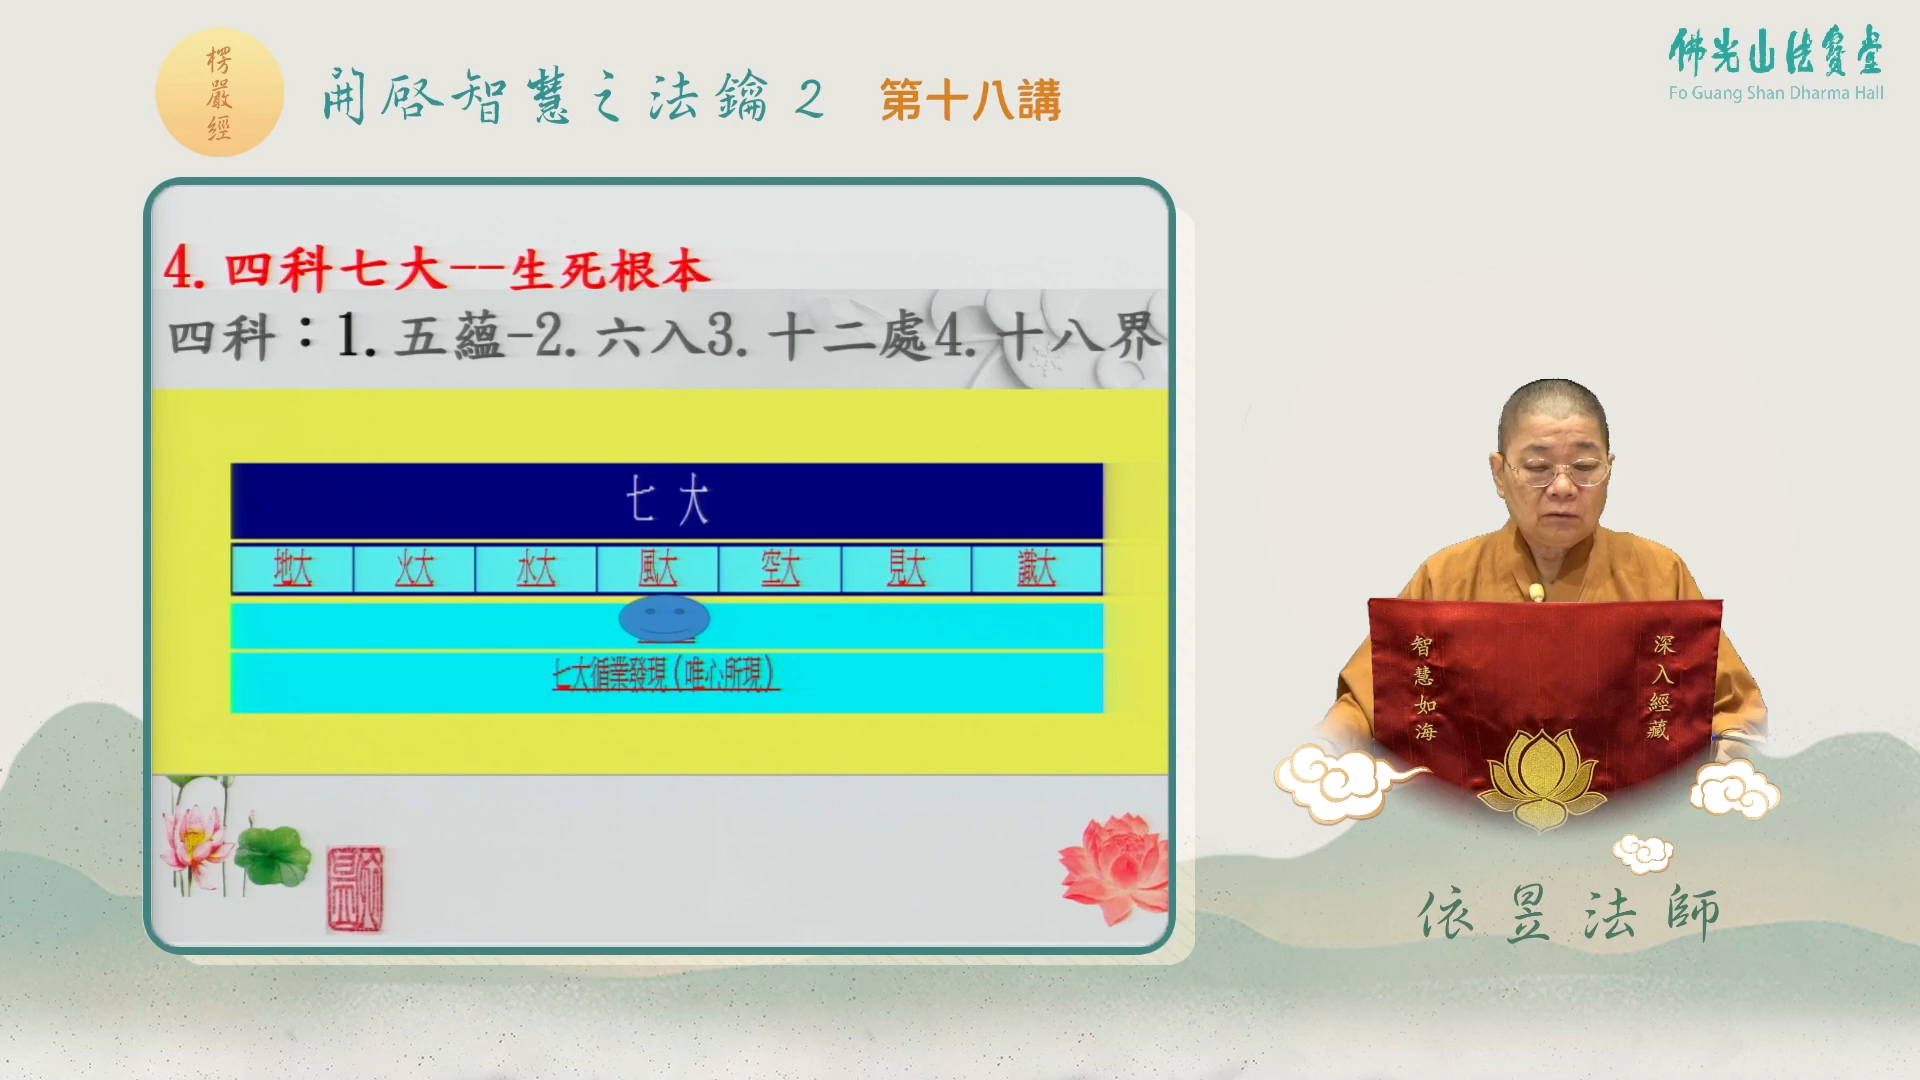 楞嚴經
開啓智慧之法鑰 2 第十八講
佛光山法寶堂
Fo Guang Shan Dharma Hall
4.四科七大--生死根本
四科：1.五蘊-2.六入3.十二處4.十八界
七大
地大 火大 水大 風大 空大 見大 識大
七大循業發現(唯心所現)
深入經藏
智慧如海
依昱法師